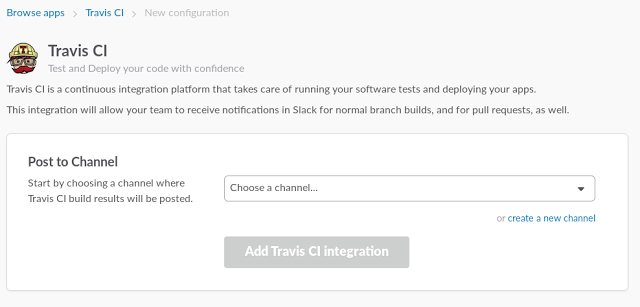 Browse apps > Travis CI > New configuration
Travis CI
Test and Deploy your code with confidence
Travis CI is a continuous integration platform that takes care of running your software tests and deploying your apps.
This integration will allow your team to receive notifications in Slack for normal branch builds, and for pull requests, as well.
Post to Channel
Start by choosing a channel where
Travis CI build results will be posted.
Choose a channel...
or create a new channel
Add Travis CI integration